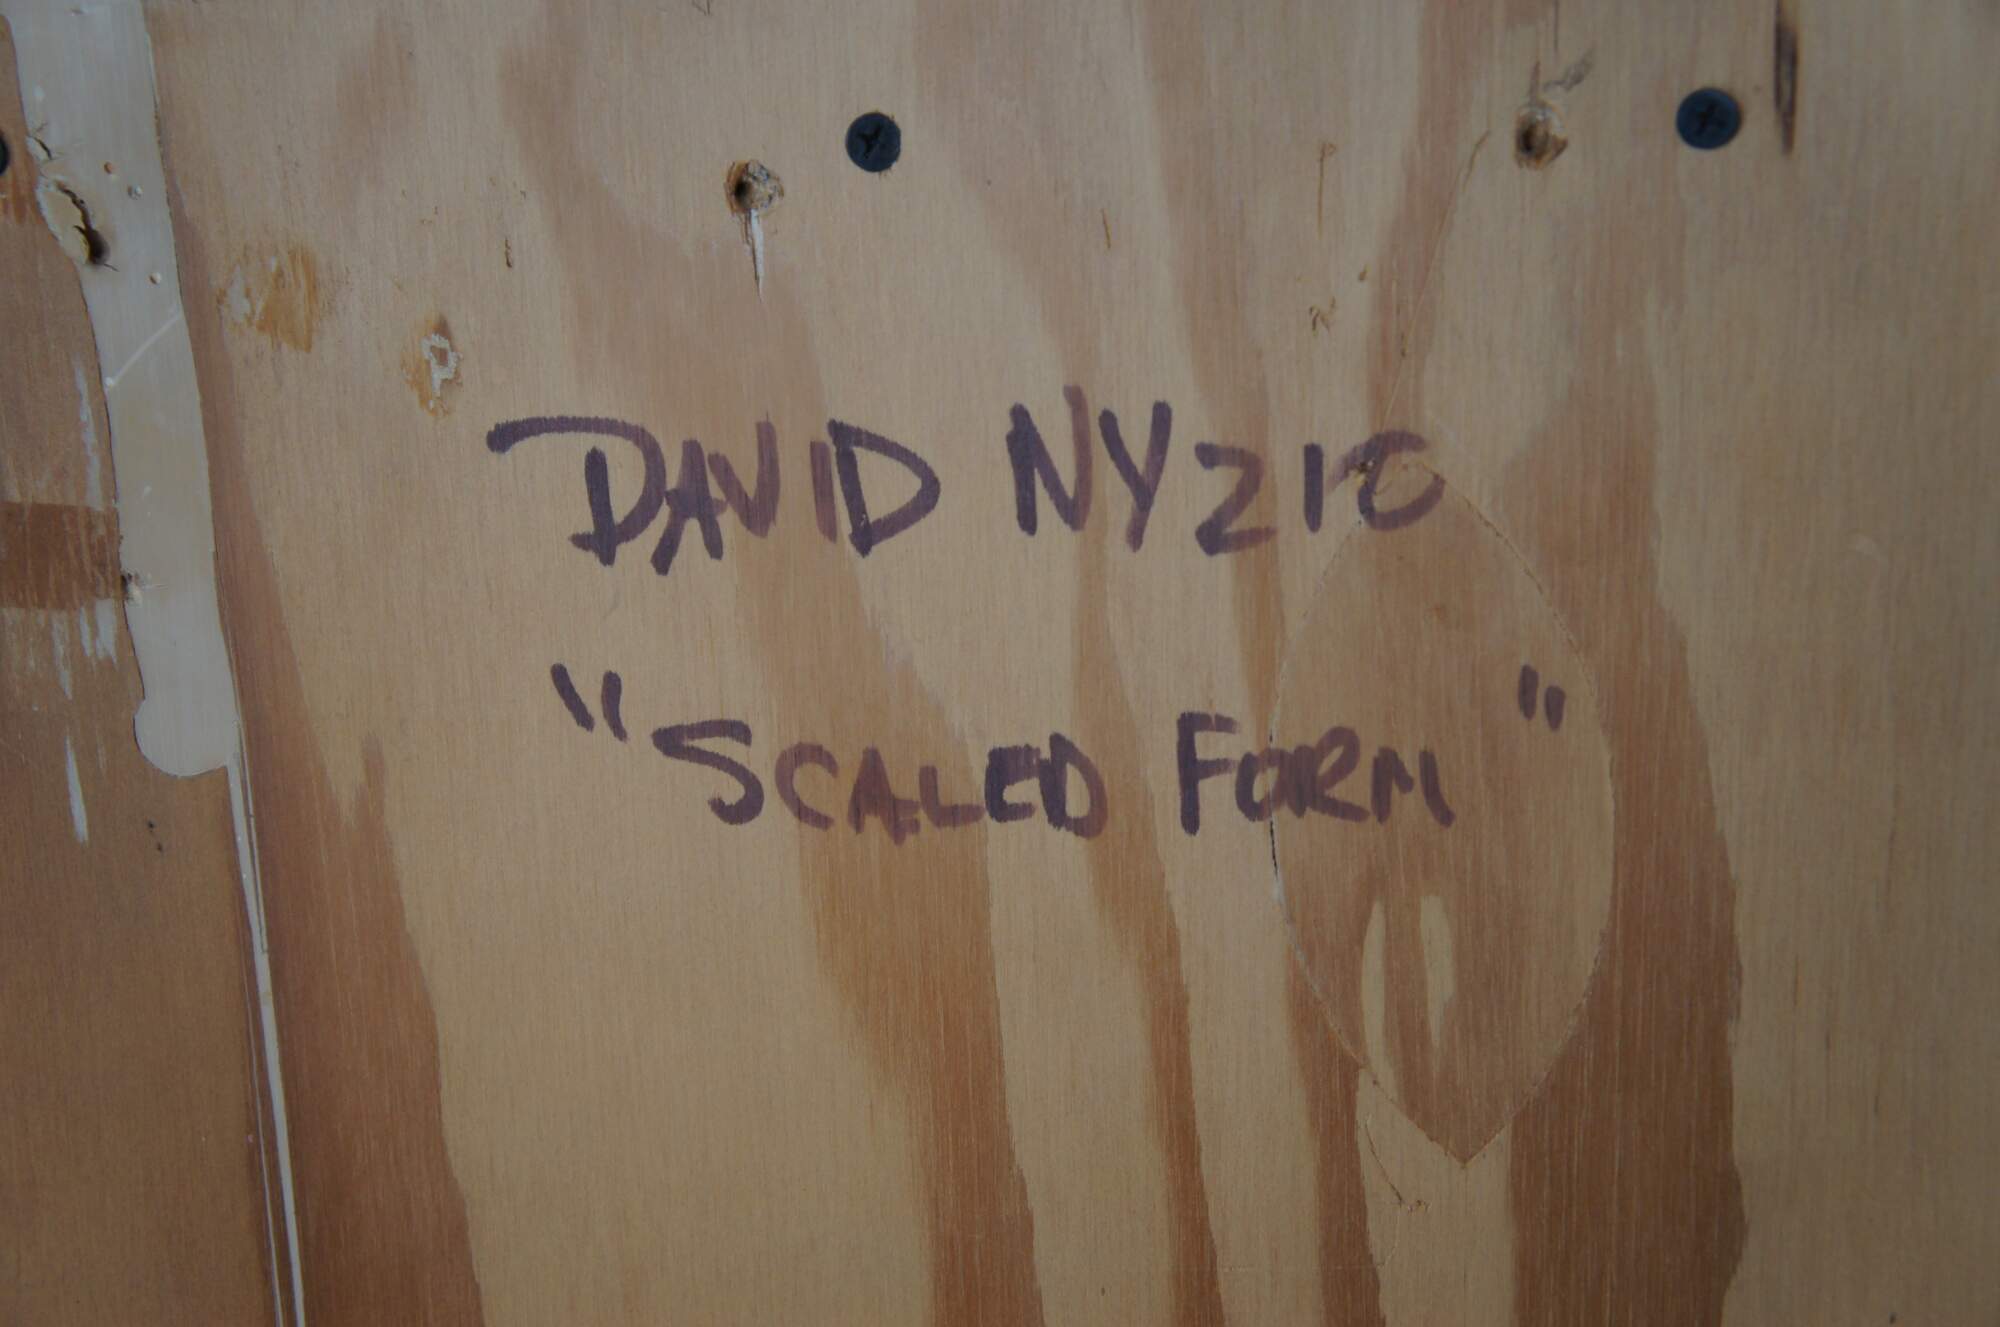 DAVID NYZIO
"SCALED FORM"